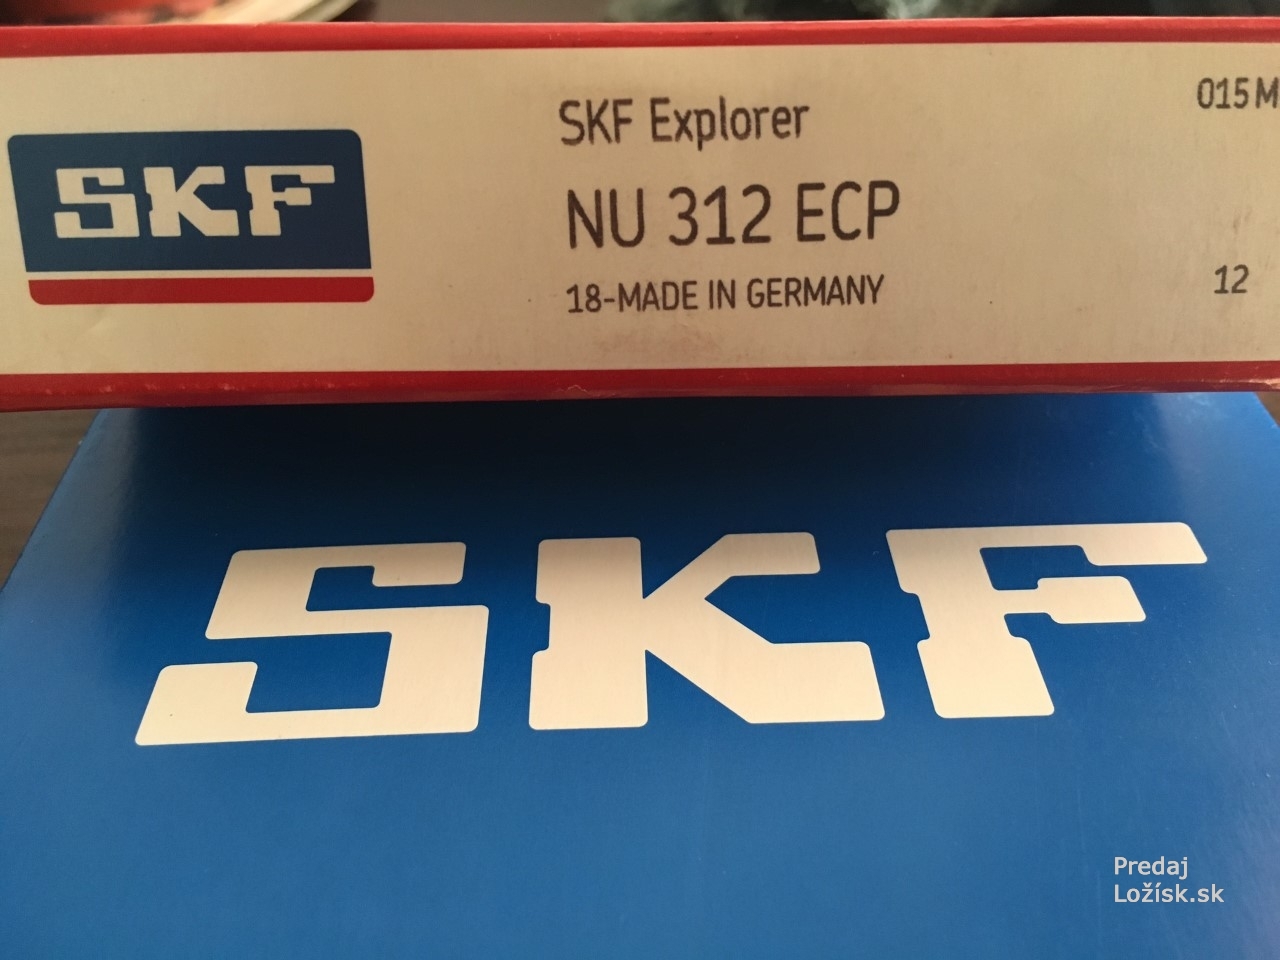 SKF
SKF Explorer
NU 312 ECP
18-MADE IN GERMANY
015M
12
SKF
Predaj
Ložísk.sk